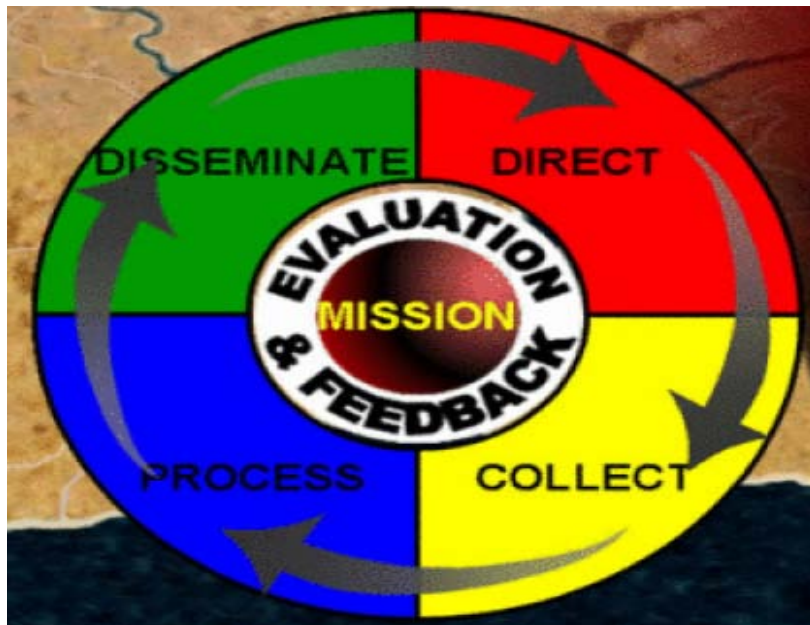 DISSEMINATE
DIRECT
EVALUATION
MISSION
& FEEDBACK
PROCESS
COLLECT